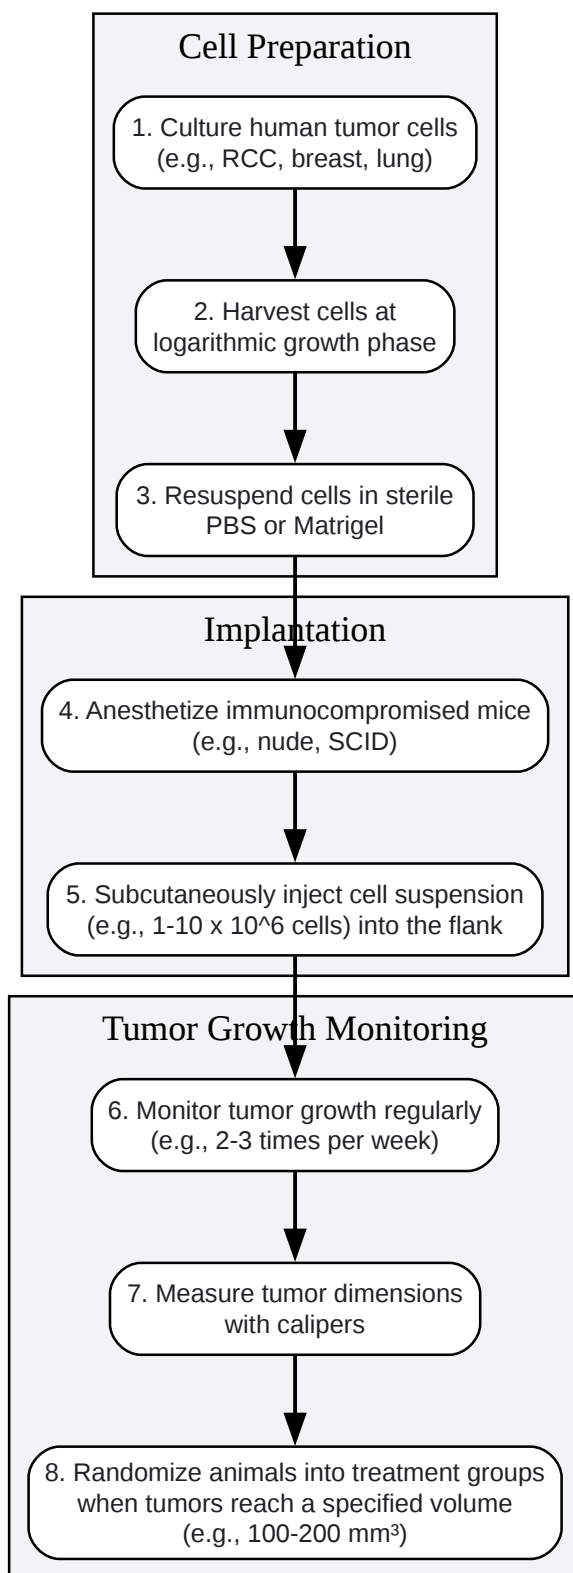 Cell Preparation
1. Culture human tumor cells
(e.g., RCC, breast, lung)
2. Harvest cells at
logarithmic growth phase
3. Resuspend cells in sterile
PBS or Matrigel
Implantation
4. Anesthetize immunocompromised mice
(e.g., nude, SCID)
5. Subcutaneously inject cell suspension
(e.g., 1-10 x 10^6 cells) into the flank
Tumor Growth Monitoring
6. Monitor tumor growth regularly
(e.g., 2-3 times per week)
7. Measure tumor dimensions
with calipers
8. Randomize animals into treatment groups
when tumors reach a specified volume
(e.g., 100-200 mm³)